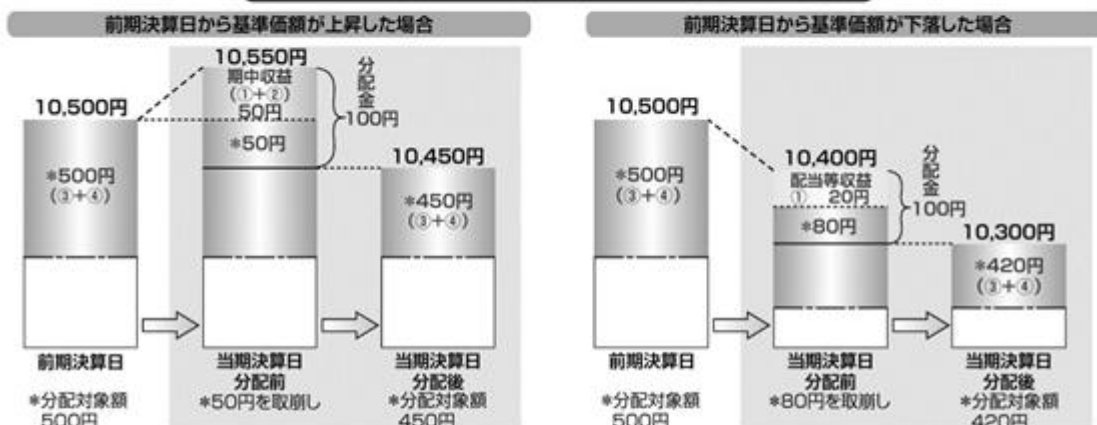 前期決算日から基準価額が上昇した場合
10,500円
*500円
(③+④)
10,550円
期中収益
(①+②)
50円
*50円
分配金
100円
10,450円
*450円
(③+④)
前期決算日
*分配対象額
500円
当期決算日
分配前
*50円を取崩し
当期決算日
分配後
*分配対象額
450円
前期決算日から基準価額が下落した場合
10,500円
*500円
(③+④)
10,400円
配当等収益
① 20円
*80円
分配金
100円
10,300円
*420円
(③+④)
前期決算日
*分配対象額
500円
当期決算日
分配前
*80円を取崩し
当期決算日
分配後
*分配対象額
420円